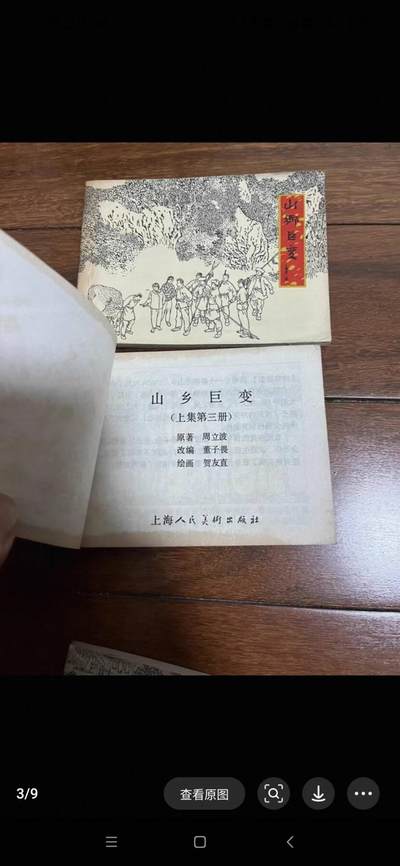 山乡巨变
山乡巨变
（上集第三册）
原著 周立波
改编 董子畏
绘画 贺友直
上海人民美術出版社
3/9
查看原图